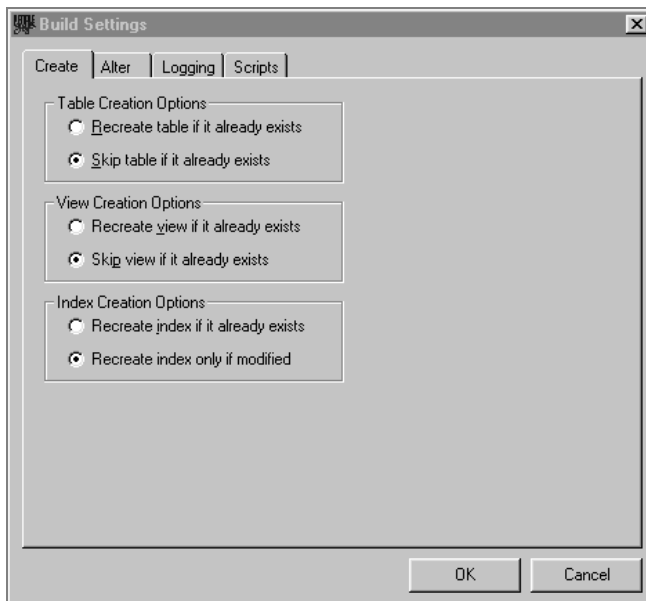 Build Settings
Create Alter Logging Scripts
Table Creation Options
Recreate table if it already exists
Skip table if it already exists
View Creation Options
Recreate view if it already exists
Skip view if it already exists
Index Creation Options
Recreate index if it already exists
Recreate index only if modified
OK Cancel